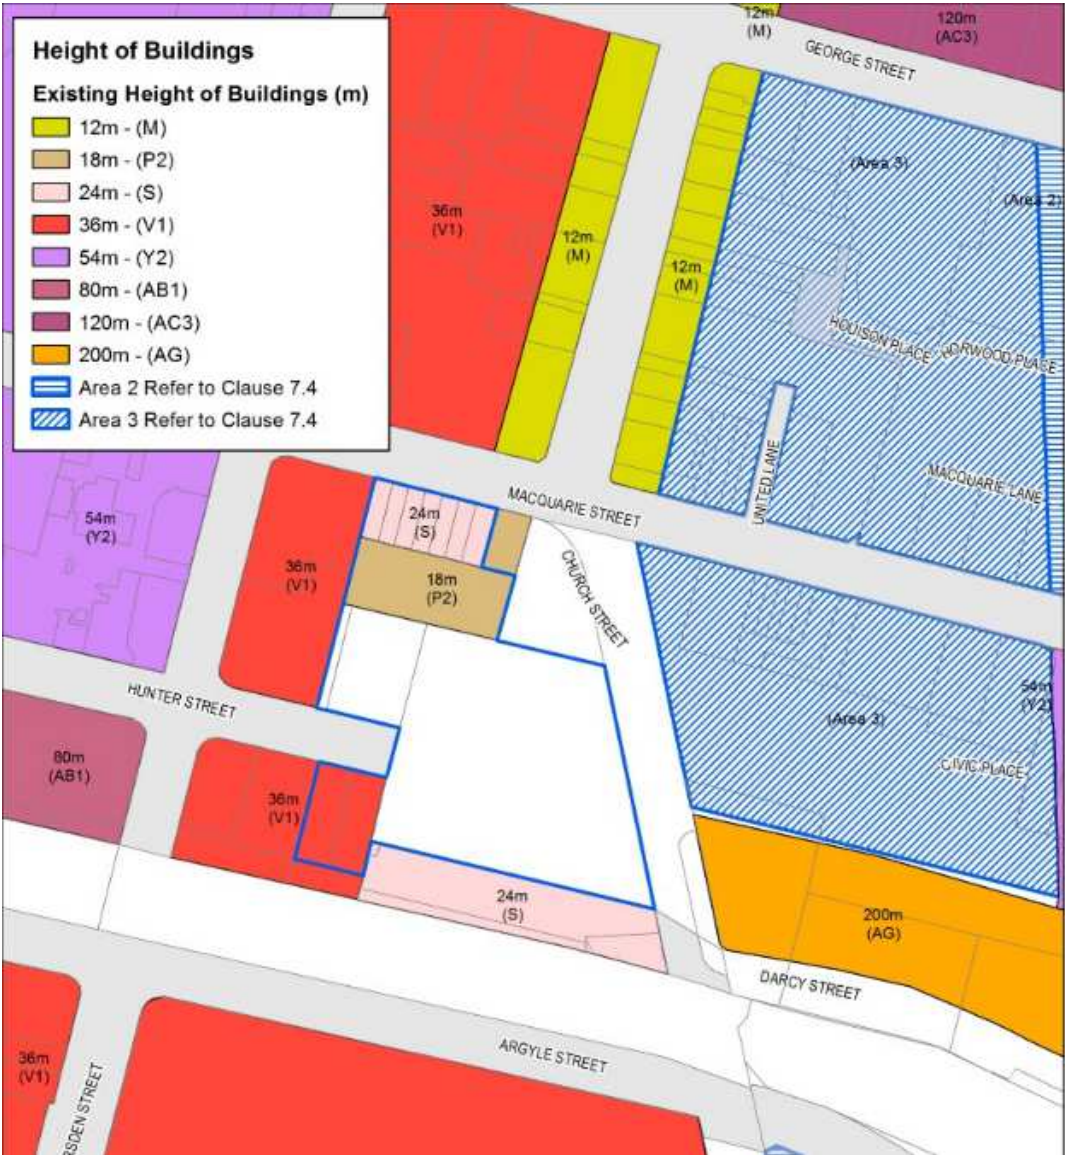 Height of Buildings
Existing Height of Buildings (m)
12m - (M)
18m - (P2)
24m - (S)
36m - (V1)
54m - (Y2)
80m - (AB1)
120m - (AC3)
200m - (AG)
Area 2 Refer to Clause 7.4
Area 3 Refer to Clause 7.4
12m
(M)
120m
(AC3)
GEORGE STREET
(Area 3)
(Area 2)
36m
(V1)
12m
(M)
12m
(M)
HOUISON PLACE
HORWOOD PLACE
UNITED LANE
MACQUARIE LANE
MACQUARIE STREET
54m
(Y2)
24m
(S)
36m
(V1)
18m
(P2)
CHURCH STREET
HUNTER STREET
54m
(Y2)
(Area 3)
CIVIC PLACE
80m
(AB1)
36m
(V1)
24m
(S)
200m
(AG)
DARCY STREET
ARGYLE STREET
36m
(V1)
RSDEN STREET